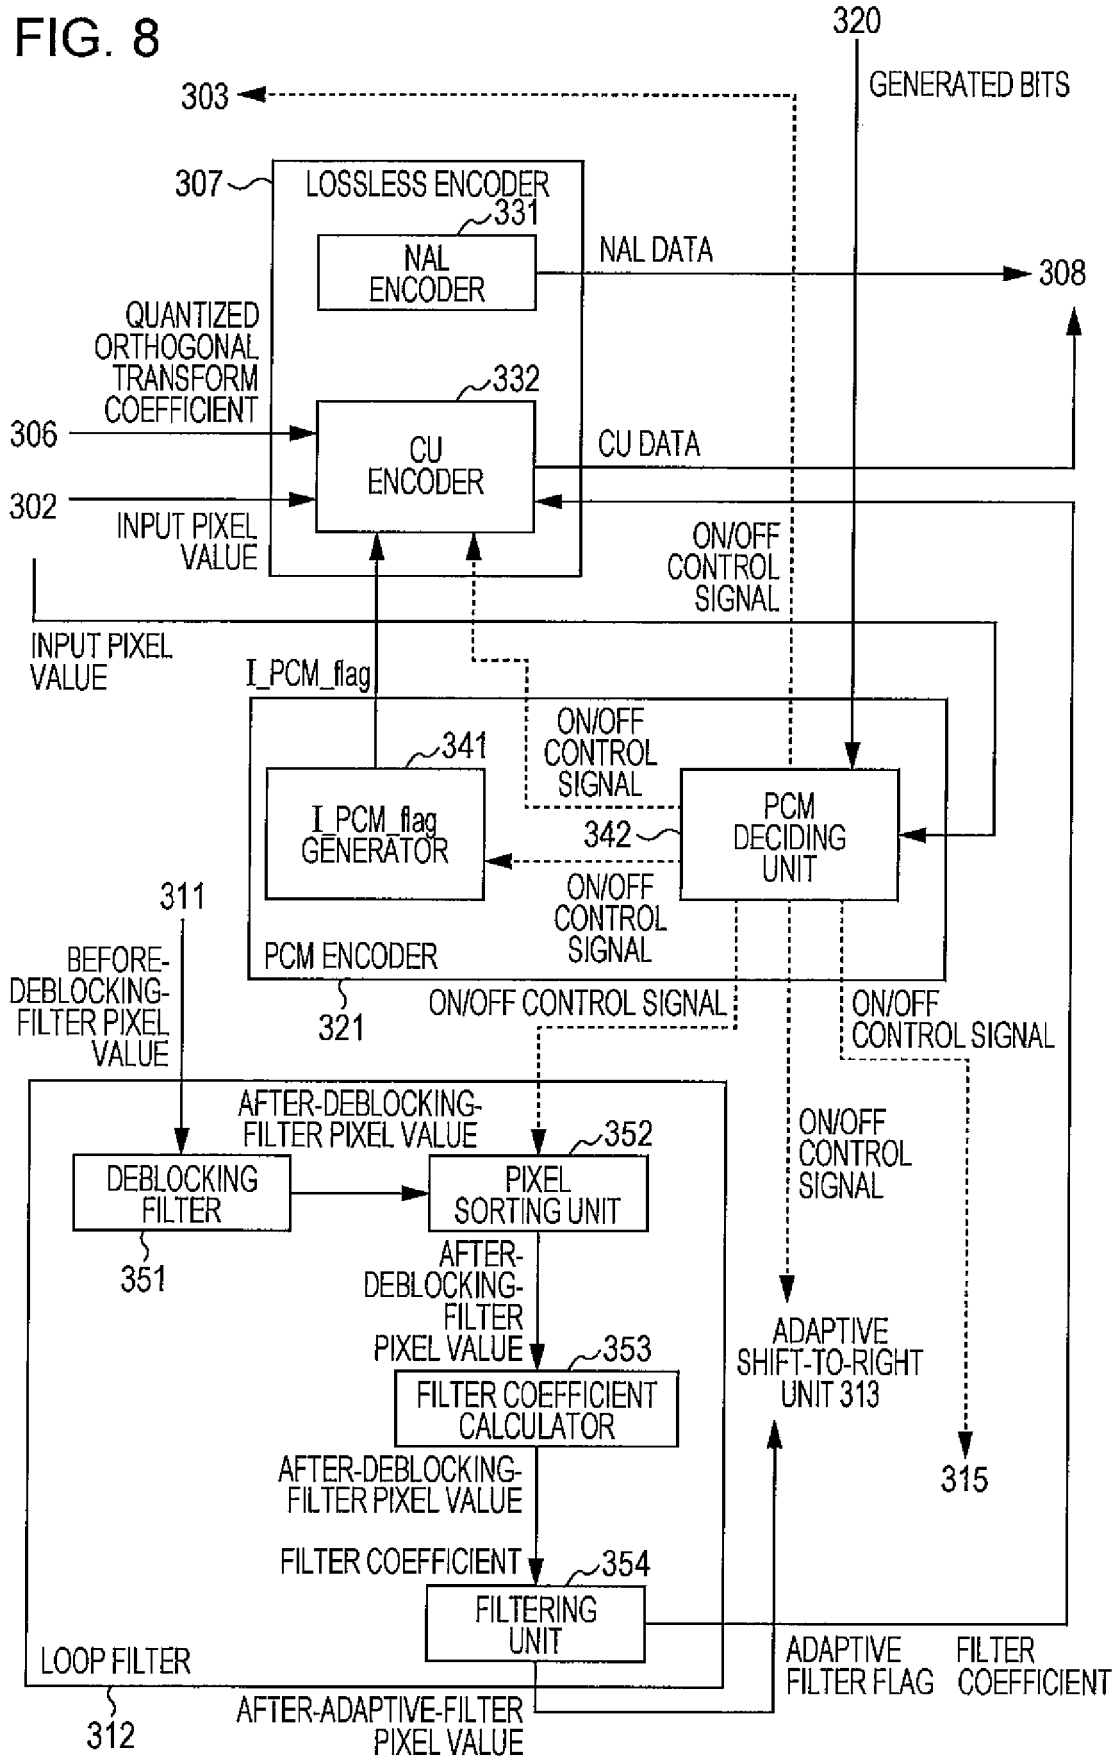 FIG. 8
320
GENERATED BITS
303
307
LOSSLESS ENCODER
331
NAL
ENCODER
NAL DATA
308
QUANTIZED
ORTHOGONAL
TRANSFORM
COEFFICIENT
332
306
CU
ENCODER
CU DATA
302
INPUT PIXEL
VALUE
ON/OFF
CONTROL
SIGNAL
INPUT PIXEL
VALUE
I_PCM_flag
ON/OFF
CONTROL
SIGNAL
341
I_PCM_flag
GENERATOR
342
PCM
DECIDING
UNIT
ON/OFF
CONTROL
SIGNAL
PCM ENCODER
321
311
BEFORE-
DEBLOCKING-
FILTER PIXEL
VALUE
ON/OFF CONTROL SIGNAL
ON/OFF
CONTROL SIGNAL
AFTER-DEBLOCKING-
FILTER PIXEL VALUE
352
DEBLOCKING
FILTER
351
PIXEL
SORTING UNIT
ON/OFF
CONTROL
SIGNAL
AFTER-
DEBLOCKING-
FILTER
PIXEL VALUE
353
FILTER COEFFICIENT
CALCULATOR
ADAPTIVE
SHIFT-TO-RIGHT
UNIT 313
315
AFTER-DEBLOCKING-
FILTER PIXEL VALUE
FILTER COEFFICIENT
354
FILTERING
UNIT
LOOP FILTER
312
ADAPTIVE
FILTER FLAG
FILTER
COEFFICIENT
AFTER-ADAPTIVE-FILTER
PIXEL VALUE